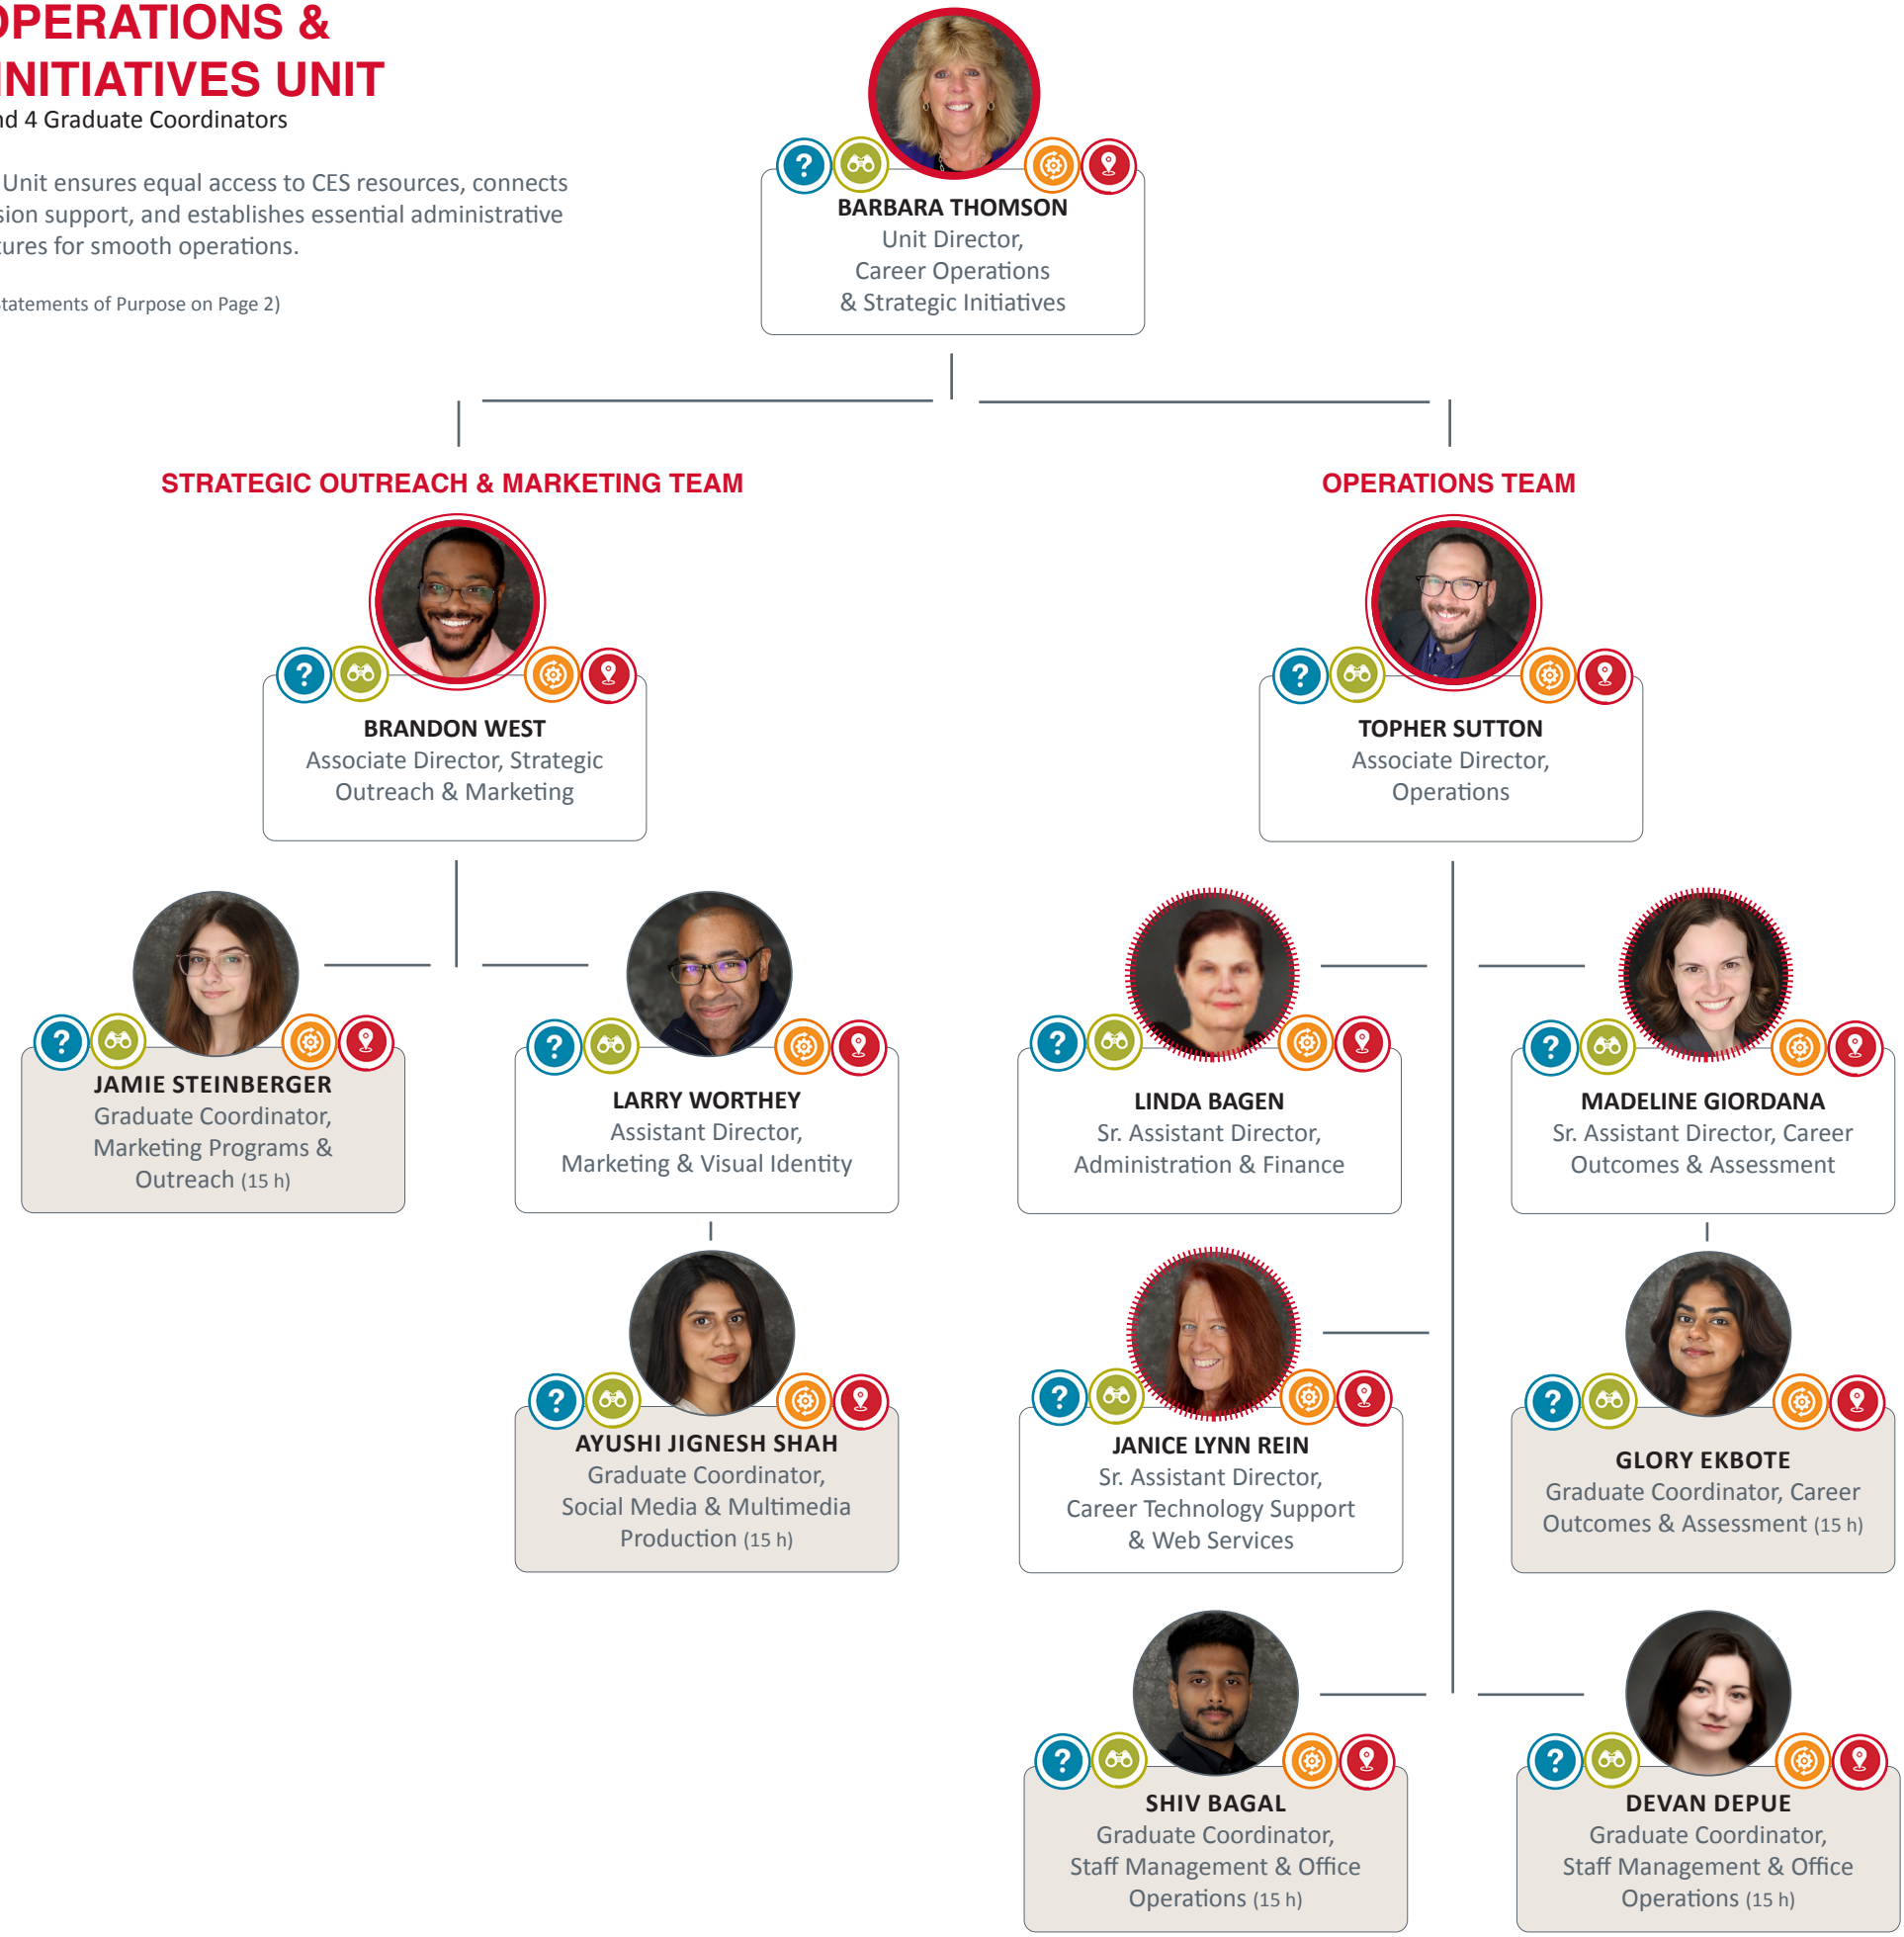 OPERATIONS &
INITIATIVES UNIT
nd 4 Graduate Coordinators
Unit ensures equal access to CES resources, connects
sion support, and establishes essential administrative
tures for smooth operations.
Statements of Purpose on Page 2)
BARBARA THOMSON
Unit Director,
Career Operations
& Strategic Initiatives
STRATEGIC OUTREACH & MARKETING TEAM
OPERATIONS TEAM
BRANDON WEST
Associate Director, Strategic
Outreach & Marketing
TOPHER SUTTON
Associate Director,
Operations
JAMIE STEINBERGER
Graduate Coordinator,
Marketing Programs &
Outreach (15 h)
LARRY WORTHEY
Assistant Director,
Marketing & Visual Identity
LINDA BAGEN
Sr. Assistant Director,
Administration & Finance
MADELINE GIORDANA
Sr. Assistant Director, Career
Outcomes & Assessment
AYUSHI JIGNESH SHAH
Graduate Coordinator,
Social Media & Multimedia
Production (15 h)
JANICE LYNN REIN
Sr. Assistant Director,
Career Technology Support
& Web Services
GLORY EKBOTE
Graduate Coordinator, Career
Outcomes & Assessment (15 h)
SHIV BAGAL
Graduate Coordinator,
Staff Management & Office
Operations (15 h)
DEVAN DEPUE
Graduate Coordinator,
Staff Management & Office
Operations (15 h)